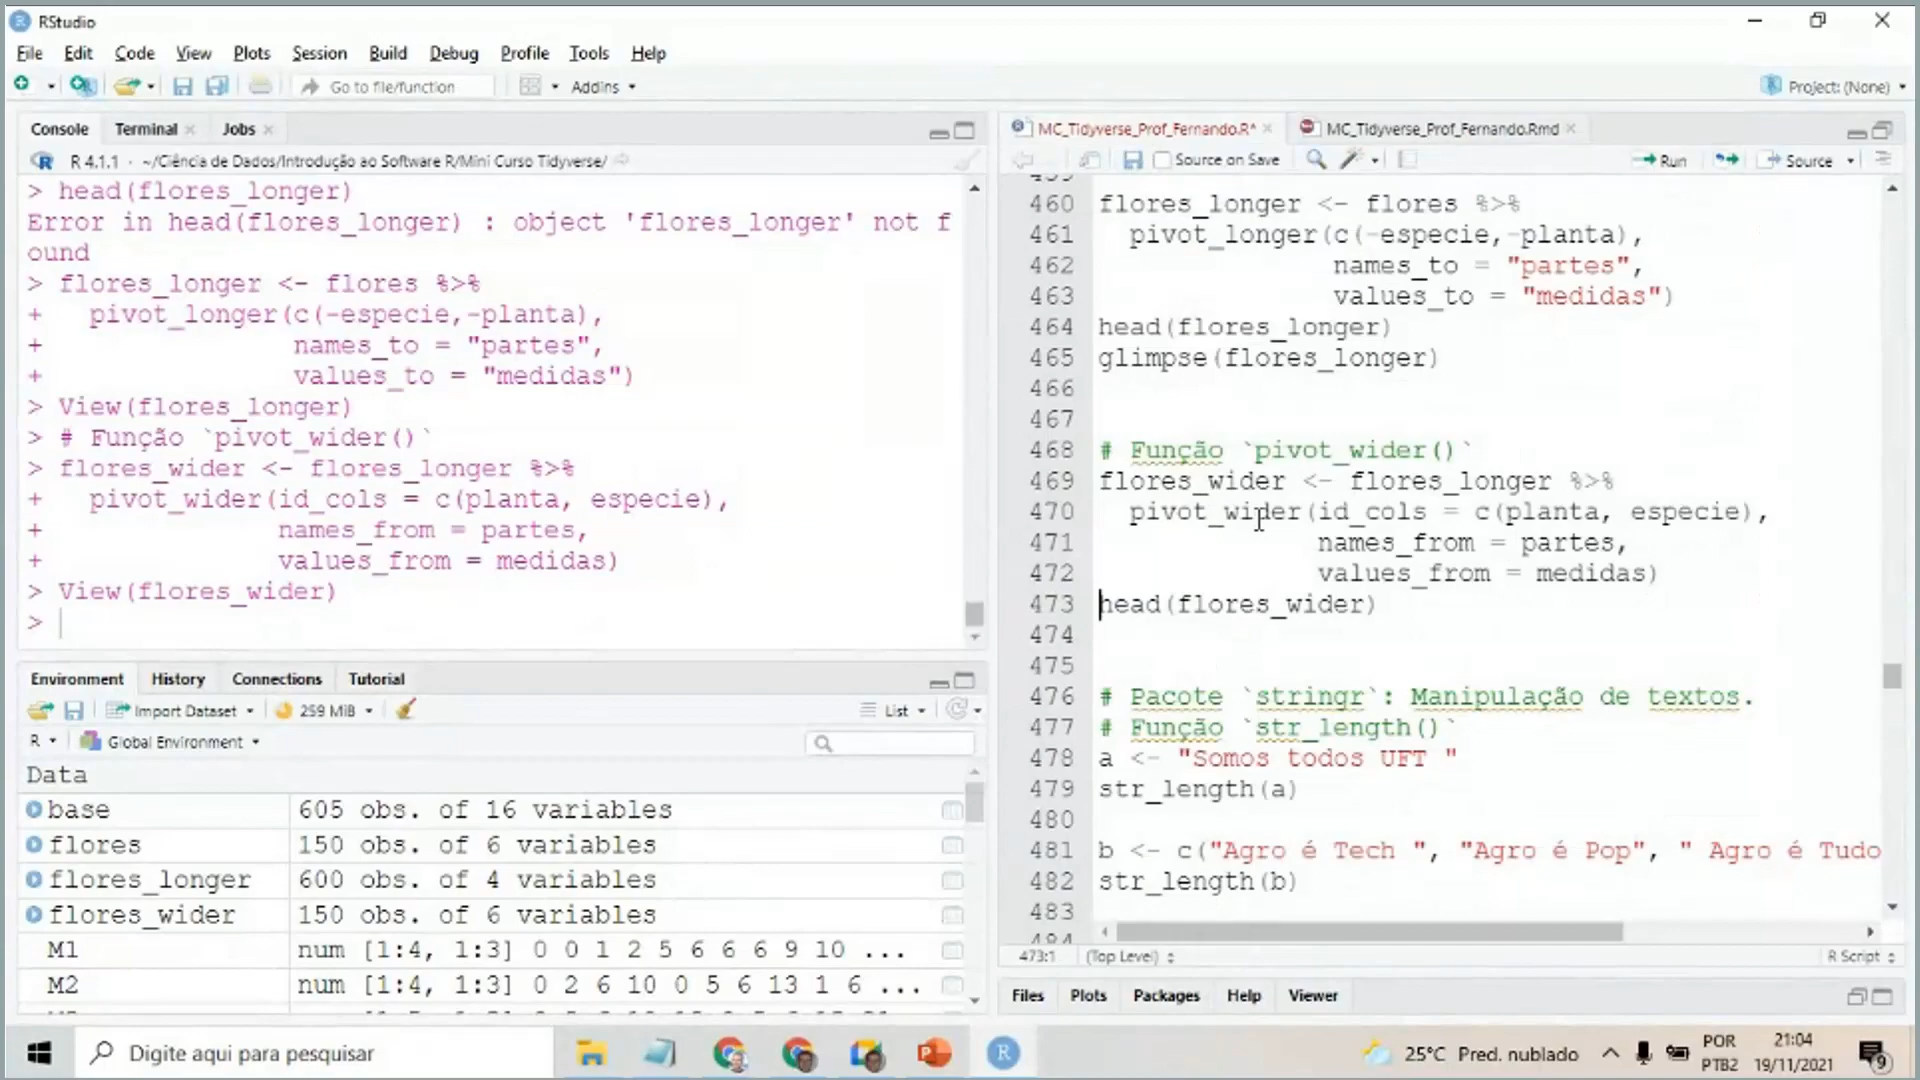 RStudio
File Edit Code View Plots Session Build Debug Profile Tools Help
Go to file/function Addins Project: (None)
Console Terminal Jobs
R 4.1.1 · ~/Ciência de Dados/Introdução ao Software R/Mini Curso Tidyverse/
> head(flores_longer)
Error in head(flores_longer) : object 'flores_longer' not f
ound
> flores_longer <- flores %>%
+   pivot_longer(c(-especie,-planta),
+                names_to = "partes",
+                values_to = "medidas")
> View(flores_longer)
> # Função `pivot_wider()`
> flores_wider <- flores_longer %>%
+   pivot_wider(id_cols = c(planta, especie),
+               names_from = partes,
+               values_from = medidas)
> View(flores_wider)
>
Environment History Connections Tutorial
Import Dataset 259 MiB List
R Global Environment
Data
base 605 obs. of 16 variables
flores 150 obs. of 6 variables
flores_longer 600 obs. of 4 variables
flores_wider 150 obs. of 6 variables
M1 num [1:4, 1:3] 0 0 1 2 5 6 6 6 9 10 ...
M2 num [1:4, 1:3] 0 2 6 10 0 5 6 13 1 6 ...
MC_Tidyverse_Prof_Fernando.R* MC_Tidyverse_Prof_Fernando.Rmd
Source on Save Run Source
460 flores_longer <- flores %>%
461   pivot_longer(c(-especie,-planta),
462                names_to = "partes",
463                values_to = "medidas")
464 head(flores_longer)
465 glimpse(flores_longer)
466
467
468 # Função `pivot_wider()`
469 flores_wider <- flores_longer %>%
470   pivot_wider(id_cols = c(planta, especie),
471               names_from = partes,
472               values_from = medidas)
473 head(flores_wider)
474
475
476 # Pacote `stringr`: Manipulação de textos.
477 # Função `str_length()`
478 a <- "Somos todos UFT "
479 str_length(a)
480
481 b <- c("Agro é Tech ", "Agro é Pop", " Agro é Tudo
482 str_length(b)
483
473:1 (Top Level) R Script
Files Plots Packages Help Viewer
Digite aqui para pesquisar
25°C Pred. nublado
POR
PTB2
21:04
19/11/2021
9